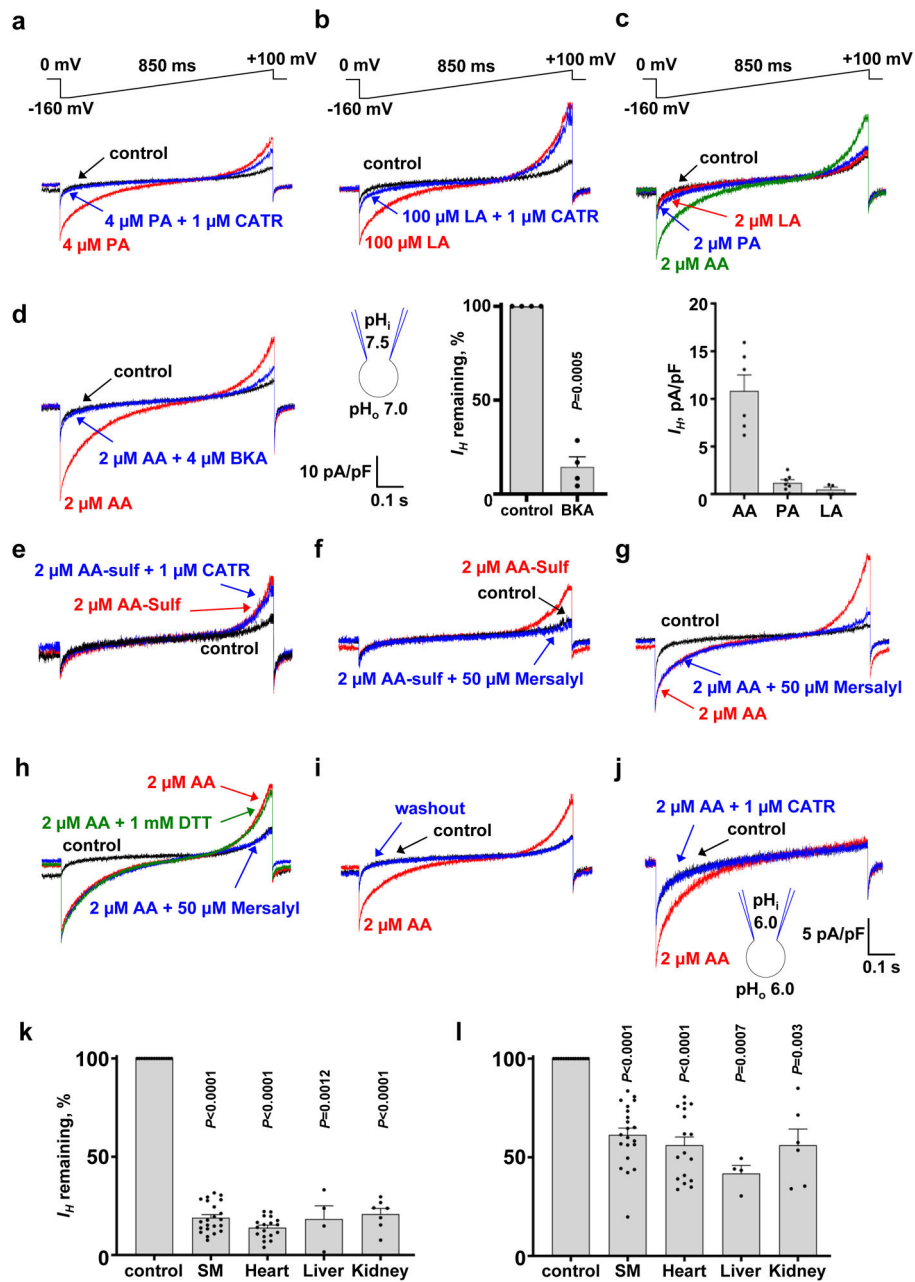 a
0 mV
850 ms
+100 mV
-160 mV
control
4 µM PA + 1 µM CATR
4 µM PA
b
0 mV
850 ms
+100 mV
-160 mV
control
100 µM LA + 1 µM CATR
100 µM LA
c
0 mV
850 ms
+100 mV
-160 mV
control
2 µM LA
2 µM PA
2 µM AA
d
control
2 µM AA + 4 µM BKA
2 µM AA
pHi
7.5
pHo 7.0
10 pA/pF
0.1 s
IH remaining, %
100
50
0
P=0.0005
control BKA
IH, pA/pF
20
15
10
5
0
AA PA LA
e
2 µM AA-sulf + 1 µM CATR
2 µM AA-Sulf
control
f
2 µM AA-Sulf
control
2 µM AA-sulf + 50 µM Mersalyl
g
control
2 µM AA + 50 µM Mersalyl
2 µM AA
h
2 µM AA
2 µM AA + 1 mM DTT
control
2 µM AA + 50 µM Mersalyl
i
washout
control
2 µM AA
j
2 µM AA + 1 µM CATR
control
2 µM AA
pHi
6.0
pHo 6.0
5 pA/pF
0.1 s
k
IH remaining, %
100
50
0
P<0.0001
P<0.0001
P=0.0012
P<0.0001
control SM Heart Liver Kidney
l
100
50
0
P<0.0001
P<0.0001
P=0.0007
P=0.003
control SM Heart Liver Kidney